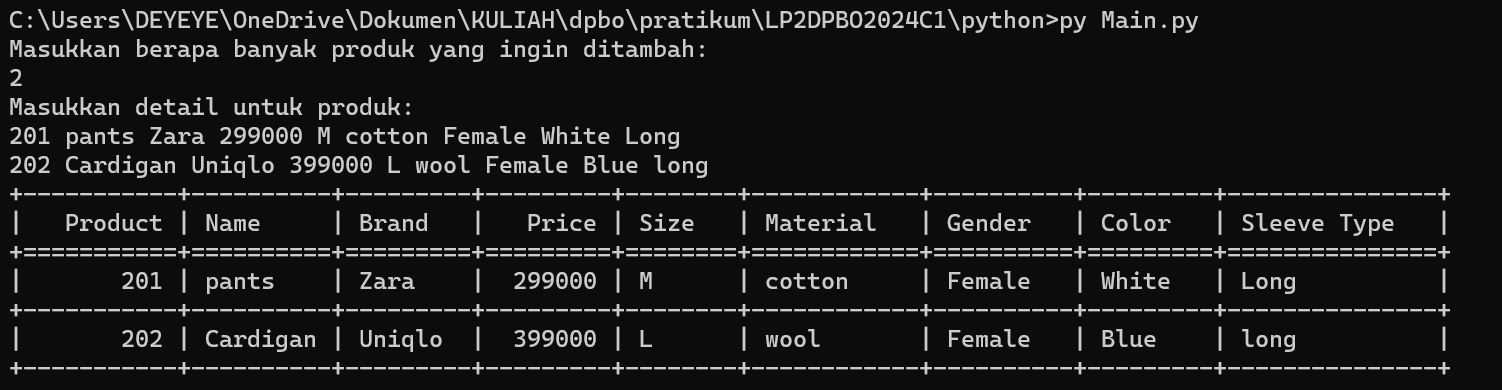 C:\Users\DEYEYE\OneDrive\Dokumen\KULIAH\dpbo\pratikum\LP2DPBO2024C1\python>py Main.py
Masukkan berapa banyak produk yang ingin ditambah:
2
Masukkan detail untuk produk:
201 pants Zara 299000 M cotton Female White Long
202 Cardigan Uniqlo 399000 L wool Female Blue long
+-----------+----------+---------+---------+--------+------------+----------+---------+---------------+
|   Product | Name     | Brand   |   Price | Size   | Material   | Gender   | Color   | Sleeve Type   |
+===========+==========+=========+=========+========+============+==========+=========+===============+
|       201 | pants    | Zara    |  299000 | M      | cotton     | Female   | White   | Long          |
+-----------+----------+---------+---------+--------+------------+----------+---------+---------------+
|       202 | Cardigan | Uniqlo  |  399000 | L      | wool       | Female   | Blue    | long          |
+-----------+----------+---------+---------+--------+------------+----------+---------+---------------+